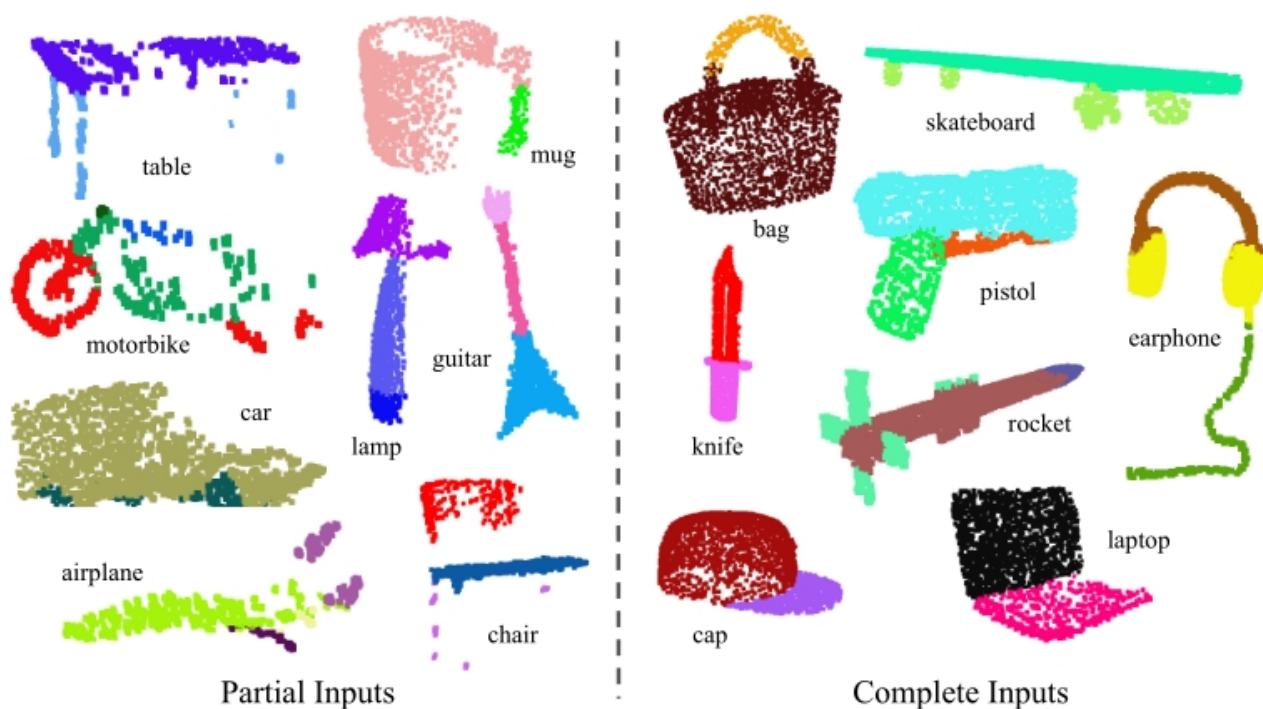 table
mug
motorbike
guitar
car
lamp
airplane
chair
Partial Inputs
skateboard
bag
pistol
earphone
knife
rocket
laptop
cap
Complete Inputs